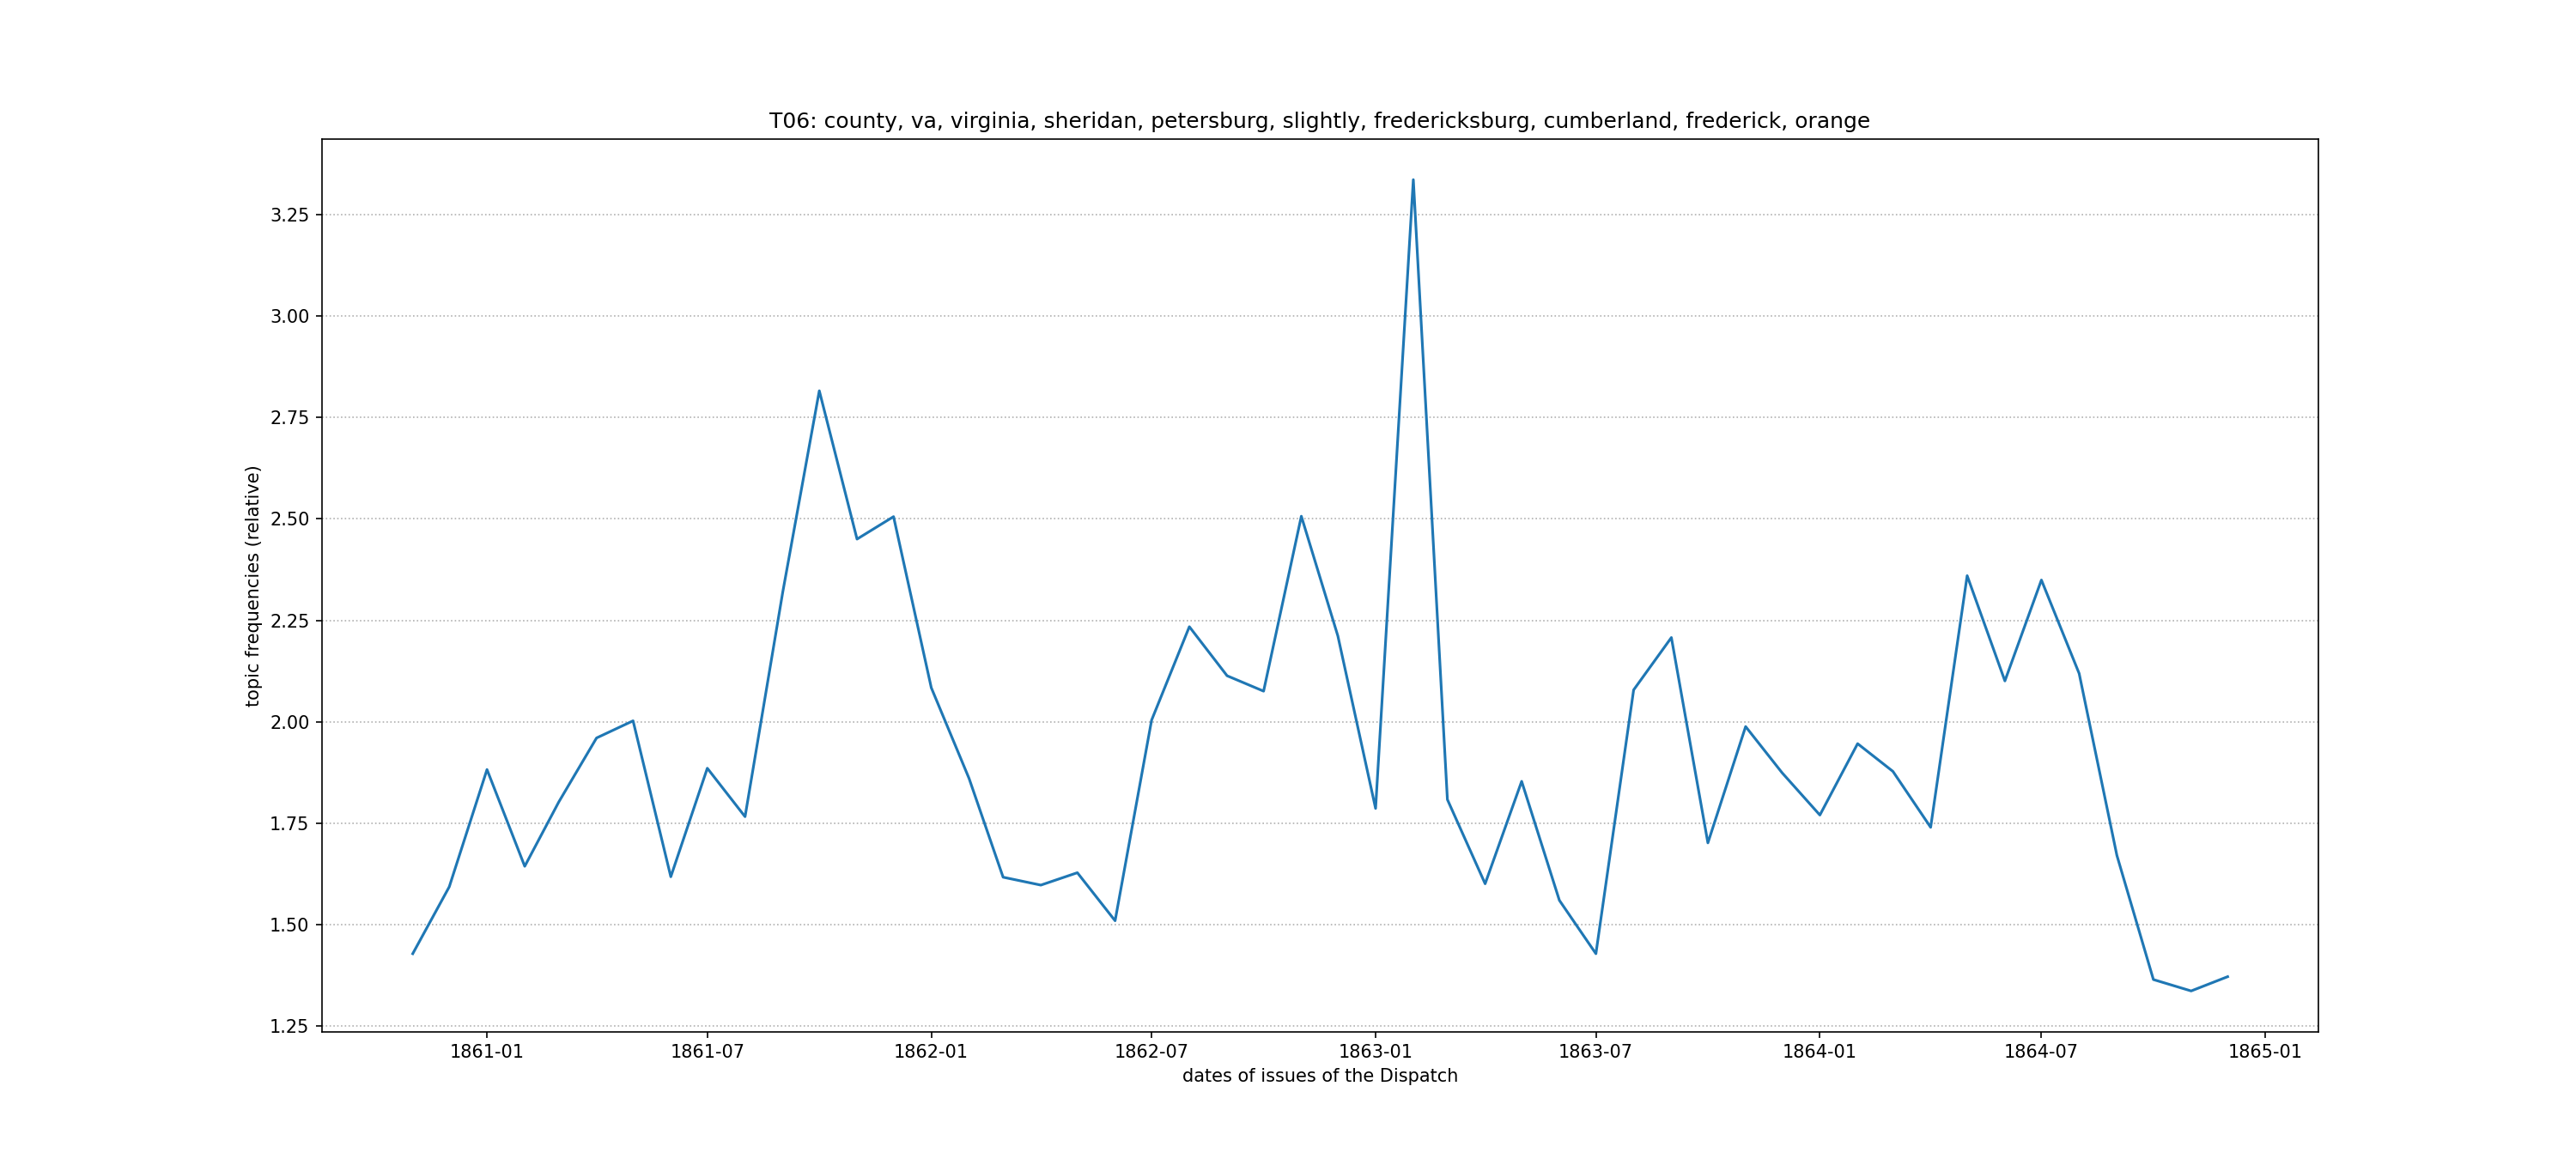 T06: county, va, virginia, sheridan, petersburg, slightly, fredericksburg, cumberland, frederick, orange
topic frequencies (relative)
3.25
3.00
2.75
2.50
2.25
2.00
1.75
1.50
1.25
1861-01 1861-07 1862-01 1862-07 1863-01 1863-07 1864-01 1864-07 1865-01
dates of issues of the Dispatch